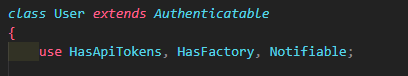 class User extends Authenticatable
{
    use HasApiTokens, HasFactory, Notifiable;